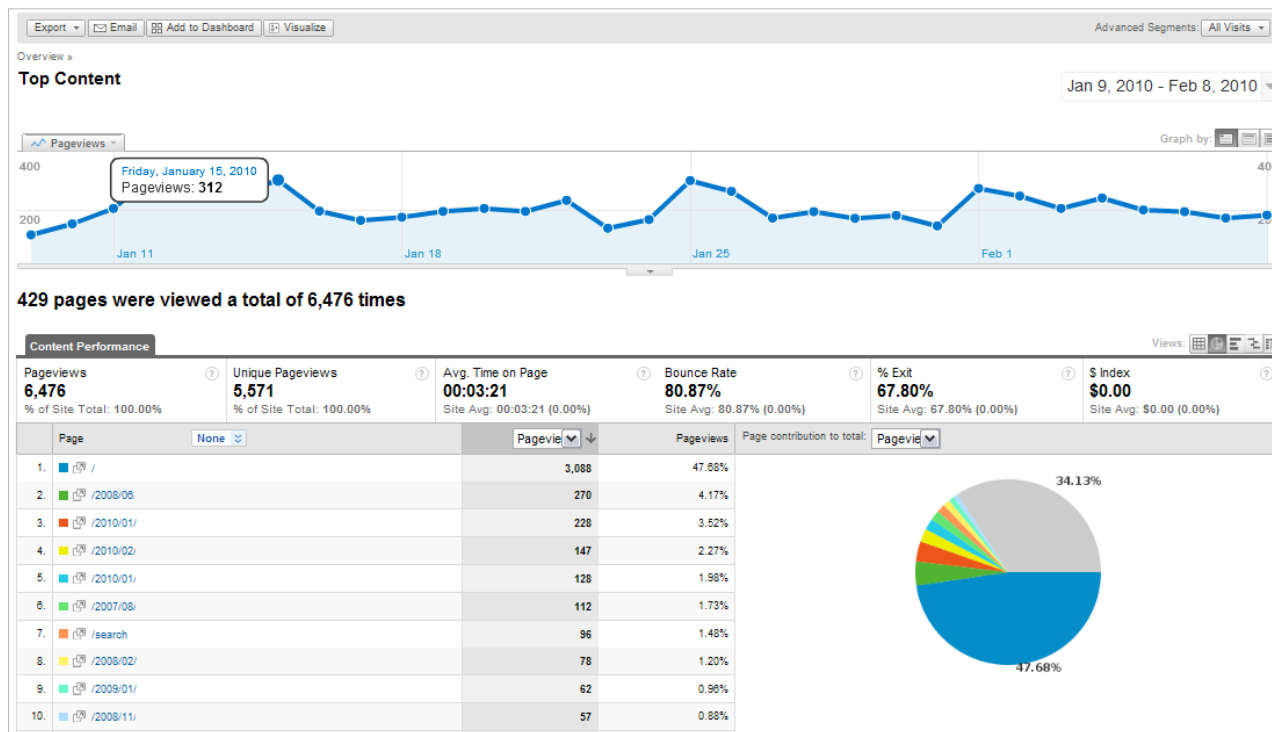 Export Email Add to Dashboard Visualize Advanced Segments: All Visits
Overview »
Top Content
Jan 9, 2010 - Feb 8, 2010
Pageviews Graph by:
400 40
Friday, January 15, 2010
Pageviews: 312
200 20
Jan 11 Jan 18 Jan 25 Feb 1
429 pages were viewed a total of 6,476 times
Content Performance Views:
Pageviews ? Unique Pageviews ? Avg. Time on Page ? Bounce Rate ? % Exit ? $ Index ?
6,476 5,571 00:03:21 80.87% 67.80% $0.00
% of Site Total: 100.00% % of Site Total: 100.00% Site Avg: 00:03:21 (0.00%) Site Avg: 80.87% (0.00%) Site Avg: 67.80% (0.00%) Site Avg: $0.00 (0.00%)
Page None Pagevie Pageviews Page contribution to total: Pagevie
1. / 3,088 47.68%
2. /2008/06 270 4.17%
3. /2010/01/ 228 3.52%
4. /2010/02/ 147 2.27%
5. /2010/01/ 128 1.98%
6. /2007/08/ 112 1.73%
7. /search 96 1.48%
8. /2008/02/ 78 1.20%
9. /2009/01/ 62 0.96%
10. /2008/11/ 57 0.88%
34.13%
47.68%